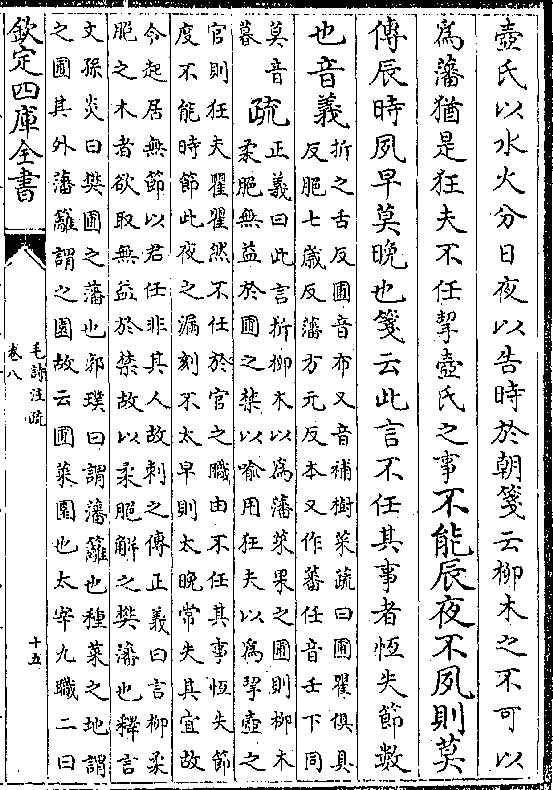 壺氏以水火分日夜以告時於朝箋云柳木之不可以
為藩猶是狂夫不任挈壺氏之事不能辰夜不夙則莫
傳辰時夙早莫晚也箋云此言不任其事者恆失節數
也音義
折之舌反圃音布又音補樹菜蔬曰圃瞿俱具
反脆七歲反藩方元反本又作蕃任音壬下同
莫音
暮
疏
正義曰此言折柳木以為藩菜果之圃則柳木
柔脆無益於圃之禁以喻用狂夫以為挈壺之
官則狂夫瞿瞿然不任於官之職由不任其事恆失節
度不能時節此夜之漏刻不太早則太晚常失其宜故
令起居無節以君任非其人故刺之傳正義曰言柳柔
脆之木者欲取無益於禁故以柔脆解之樊藩也釋言
文孫炎曰樊圃之藩也郭璞曰謂藩籬也種菜之地謂
之圃其外藩籬謂之園故云圃菜園也太宰九職二曰
欽定四庫全書
毛詩注疏
卷八
十五